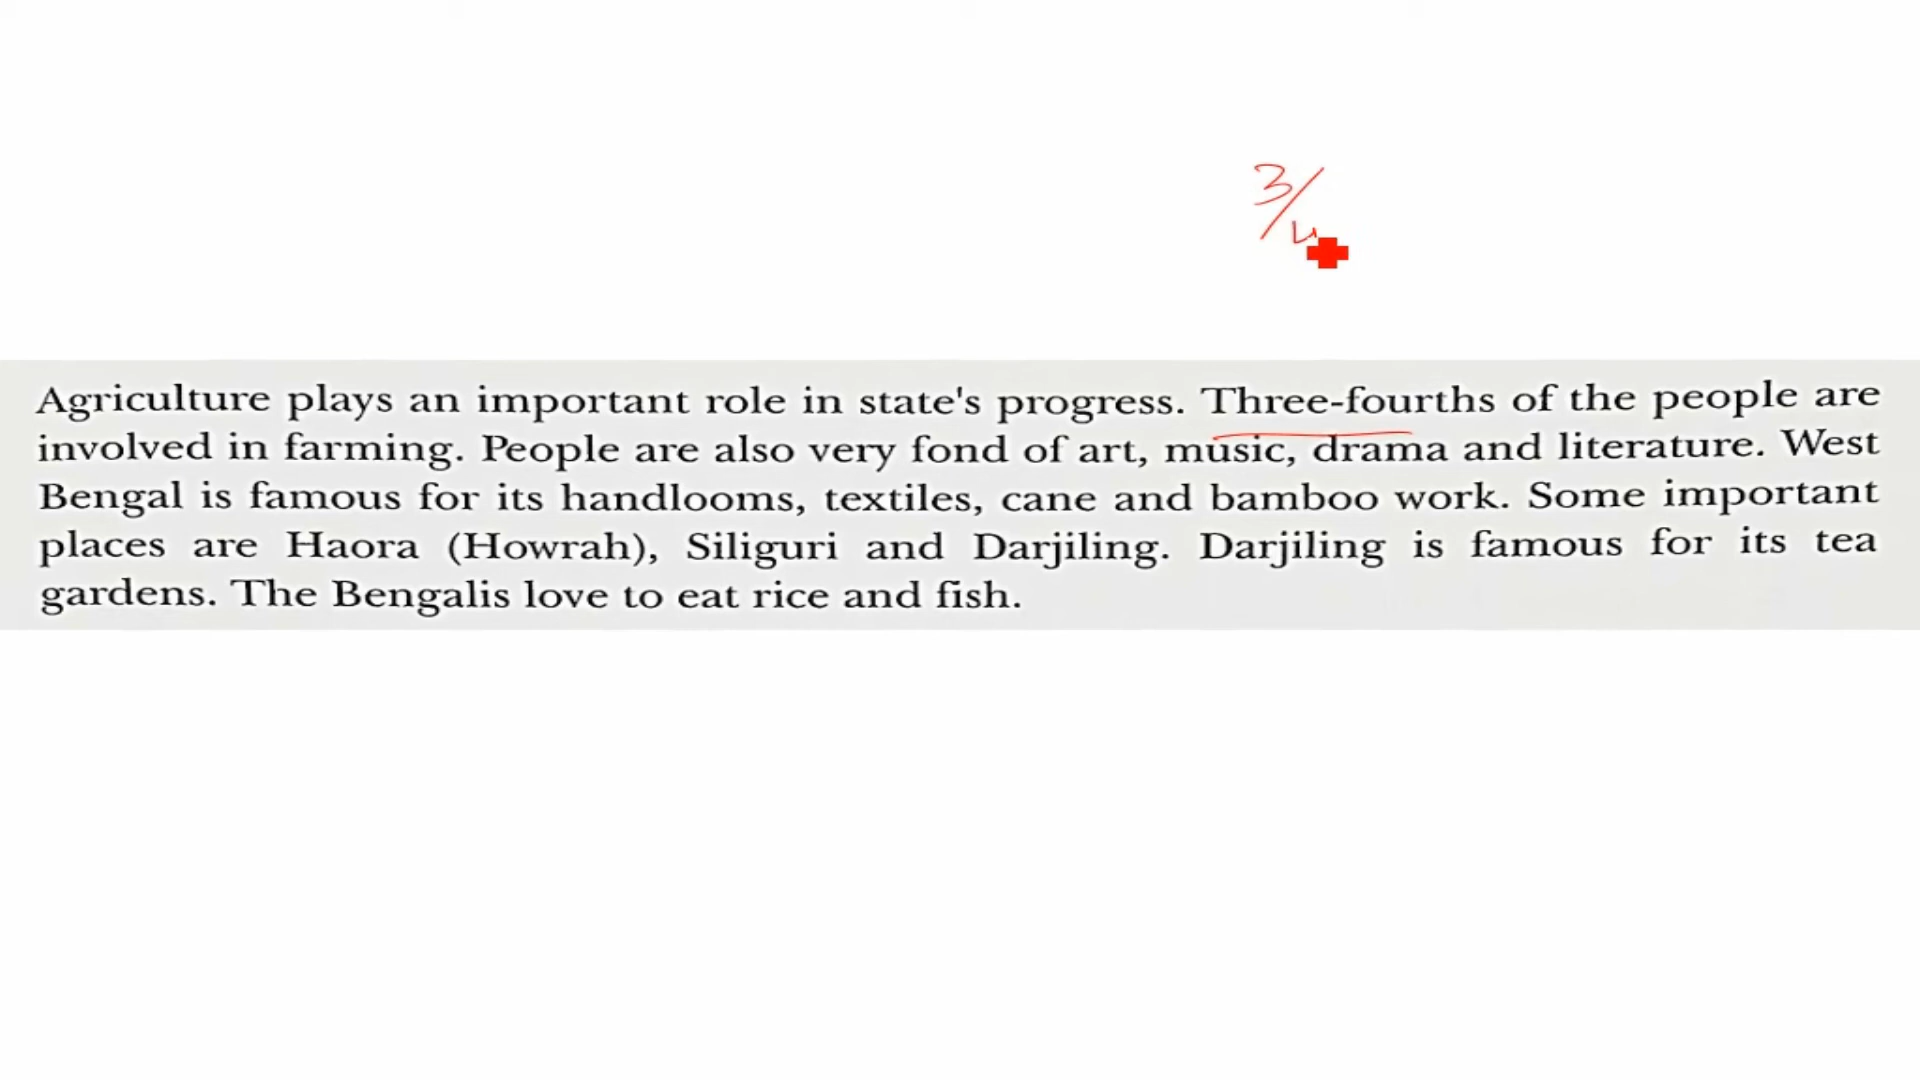 3/4
Agriculture plays an important role in state's progress. Three-fourths of the people are
involved in farming. People are also very fond of art, music, drama and literature. West
Bengal is famous for its handlooms, textiles, cane and bamboo work. Some important
places are Haora (Howrah), Siliguri and Darjiling. Darjiling is famous for its tea
gardens. The Bengalis love to eat rice and fish.